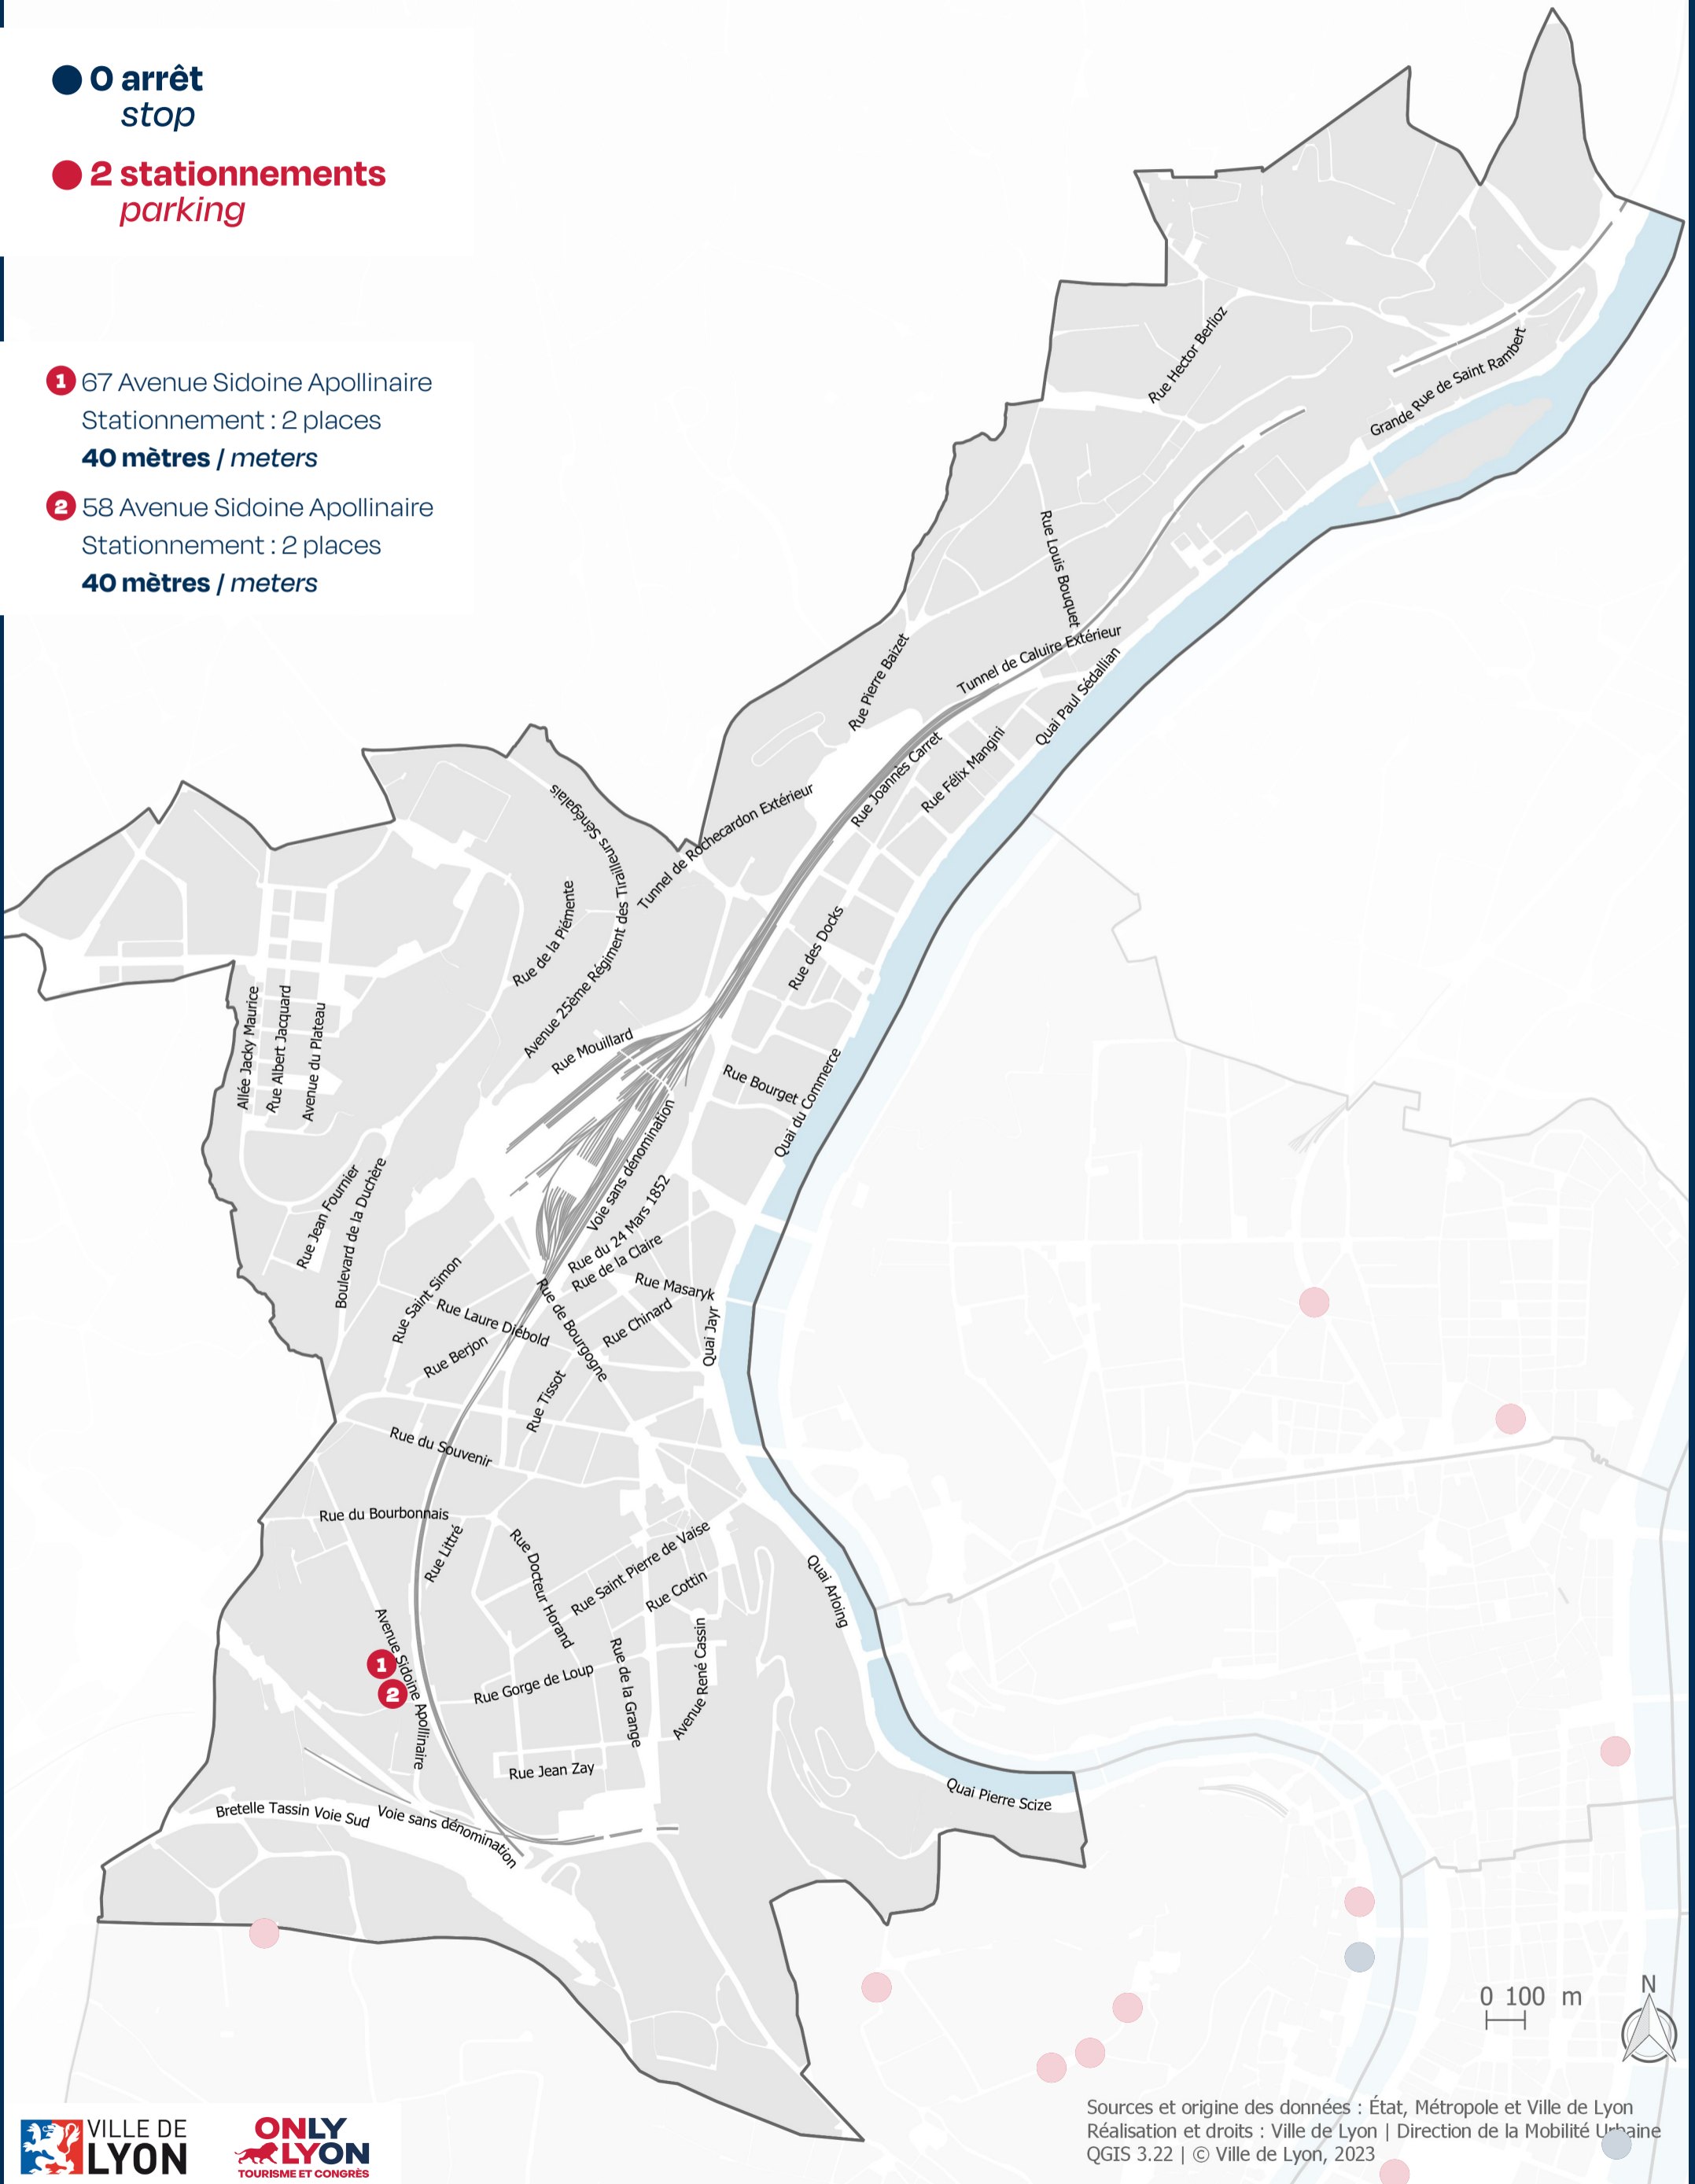 0 arrêt
stop
2 stationnements
parking
1 67 Avenue Sidoine Apollinaire
Stationnement : 2 places
40 mètres / meters
2 58 Avenue Sidoine Apollinaire
Stationnement : 2 places
40 mètres / meters
Rue Hector Berlioz
Grande Rue de Saint Rambert
Rue Louis Bouquet
Tunnel de Caluire Extérieur
Rue Pierre Baizet
Quai Paul Sédallian
Rue Joannès Carret
Rue Félix Mangini
Tunnel de Rochecardon Extérieur
Avenue 25ème Régiment des Tirailleurs Sénégalais
Rue de la Piémente
Rue des Docks
Rue Mouillard
Allée Jacky Maurice
Rue Albert Jacquard
Avenue du Plateau
Rue Bourget
Quai du Commerce
Voie sans dénomination
Rue Jean Fournier
Boulevard de la Duchère
Rue du 24 Mars 1852
Rue de la Claire
Rue Saint Simon
Rue Masaryk
Rue Laure Diébold
Rue de Bourgogne
Rue Chinard
Quai Jayr
Rue Berjon
Rue Tissot
Rue du Souvenir
Rue du Bourbonnais
Rue Littré
Rue Docteur Horand
Rue Saint Pierre de Vaise
Rue Cottin
Quai Arloing
Avenue Sidoine Apollinaire
1
2
Rue Gorge de Loup
Rue de la Grange
Avenue René Cassin
Rue Jean Zay
Quai Pierre Scize
Bretelle Tassin Voie Sud
Voie sans dénomination
0 100 m
N
Sources et origine des données : État, Métropole et Ville de Lyon
Réalisation et droits : Ville de Lyon | Direction de la Mobilité Urbaine
QGIS 3.22 | © Ville de Lyon, 2023
VILLE DE
LYON
ONLY
LYON
TOURISME ET CONGRÈS